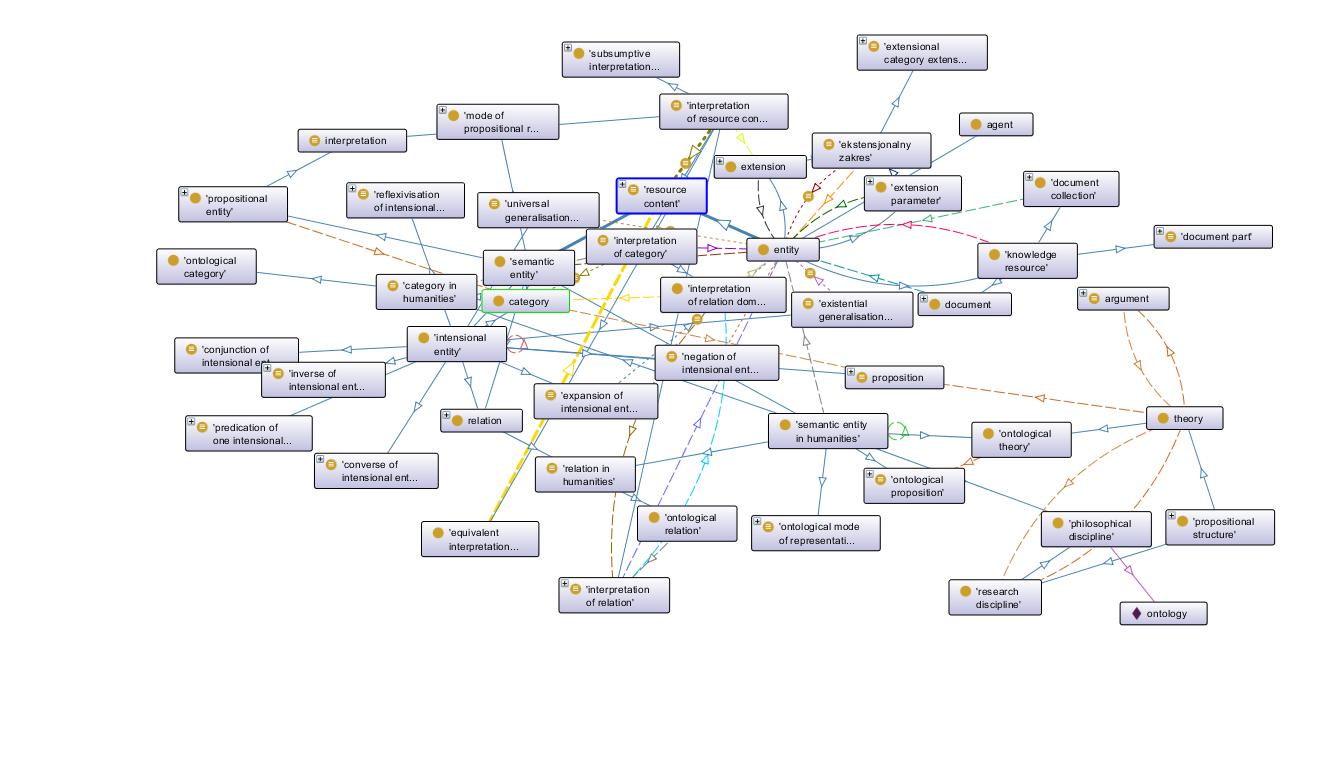 'subsumptive
interpretation...
'extensional
category extens...
'interpretation
of resource con...
'mode of
propositional r...
agent
interpretation
'ekstensjonalny
zakres'
extension
'resource
content'
'extension
parameter'
'document
collection'
'propositional
entity'
'reflexivisation
of intensional...
'universal
generalisation...
'document part'
'interpretation
of category'
entity
'knowledge
resource'
'ontological
category'
'semantic
entity'
'category in
humanities'
category
'interpretation
of relation dom...
'existential
generalisation...
document
argument
'intensional
entity'
'conjunction of
intensional ent...
'inverse of
intensional ent...
'negation of
intensional ent...
proposition
'expansion of
intensional ent...
relation
theory
'predication of
one intensional...
'semantic entity
in humanities'
'ontological
theory'
'converse of
intensional ent...
'relation in
humanities'
'ontological
proposition'
'equivalent
interpretation...
'ontological
relation'
'ontological mode
of representati...
'philosophical
discipline'
'propositional
structure'
'interpretation
of relation'
'research
discipline'
ontology